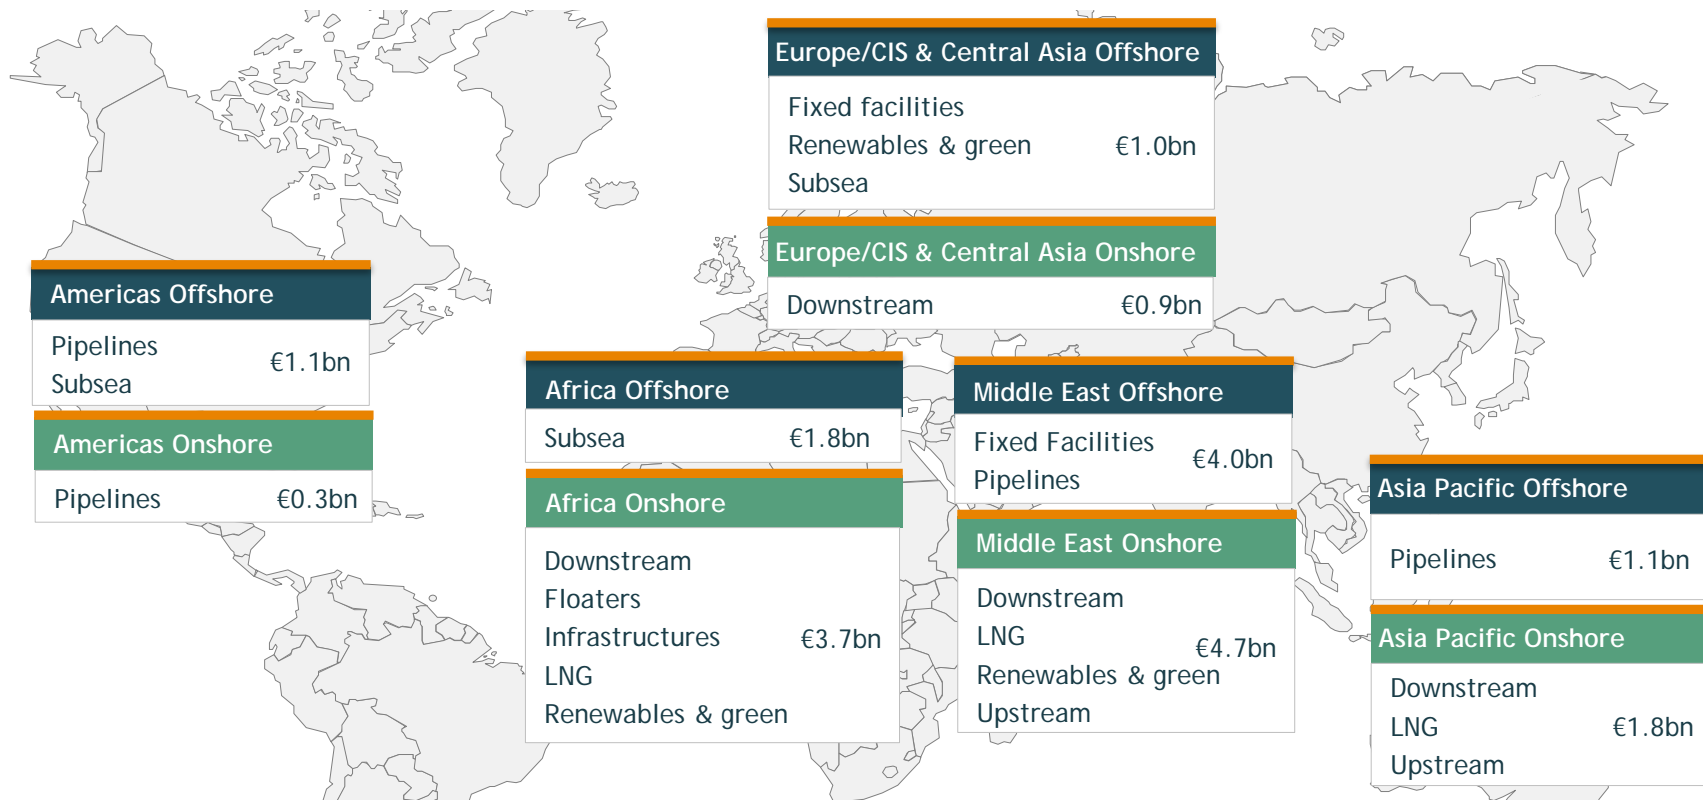 Europe/CIS & Central Asia Offshore
Fixed facilities
Renewables & green €1.0bn
Subsea
Europe/CIS & Central Asia Onshore
Downstream €0.9bn
Americas Offshore
Pipelines
€1.1bn
Subsea
Americas Onshore
Pipelines €0.3bn
Africa Offshore
Subsea €1.8bn
Africa Onshore
Downstream
Floaters
Infrastructures €3.7bn
LNG
Renewables & green
Middle East Offshore
Fixed Facilities
€4.0bn
Pipelines
Middle East Onshore
Downstream
LNG
€4.7bn
Renewables & green
Upstream
Asia Pacific Offshore
Pipelines €1.1bn
Asia Pacific Onshore
Downstream
LNG €1.8bn
Upstream